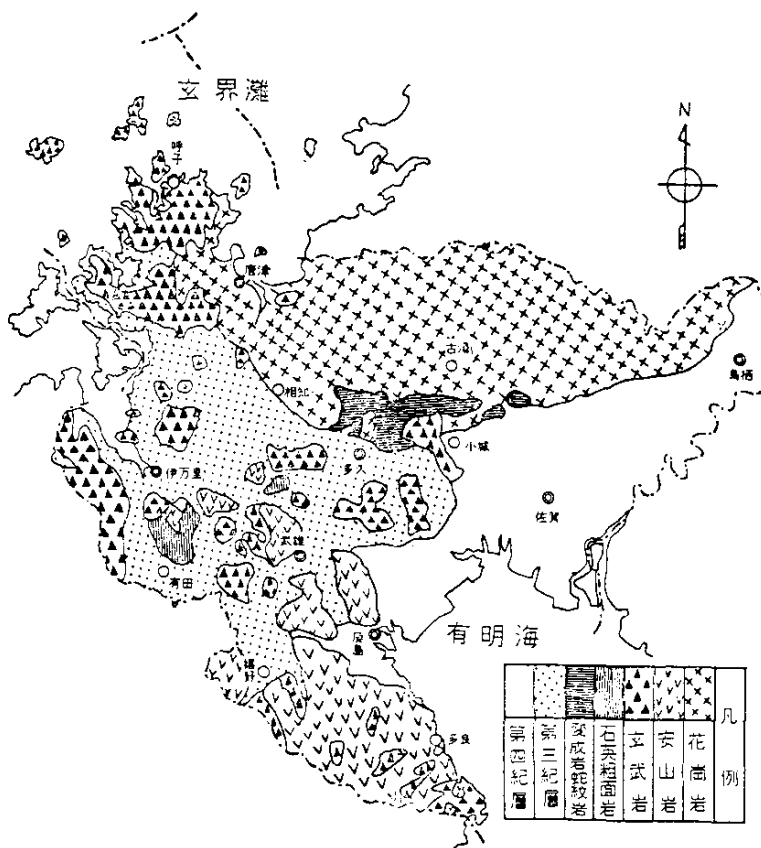 玄界灘
N
呼子
唐津
古湯
鳥栖
相知
小城
多久
伊万里
佐賀
武雄
有田
有明海
鹿島
嬉野
多良
凡例
花崗岩
安山岩
玄武岩
石英粗面岩
変成岩蛇紋岩
第三紀層
第四紀層